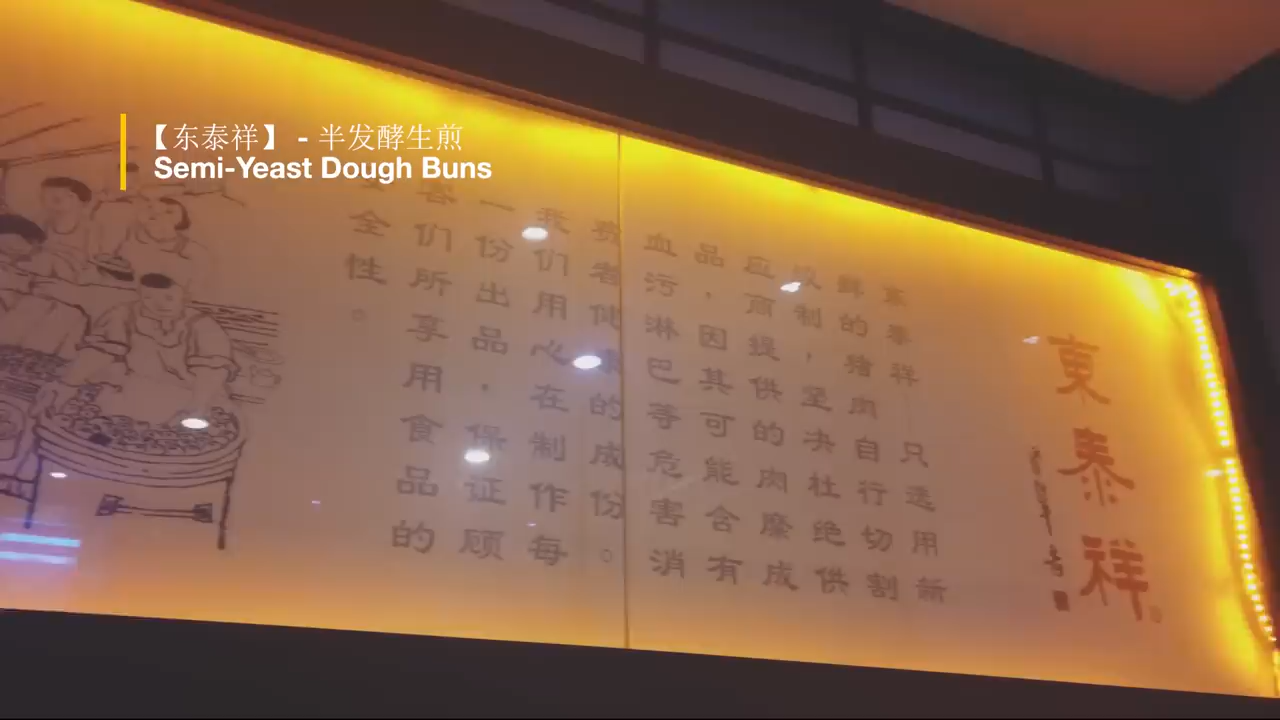 【东泰祥】 - 半发酵生煎
Semi-Yeast Dough Buns
東泰祥
泰祥只选用新
鲜的猪肉自行切割
制，坚决杜绝供
应商提供的肉糜成
品，因其可能含有
血污淋巴等危害消
费者健康的成份。
我们用心在制作每
一份出品，保证顾
客们所享用食品的
全性。